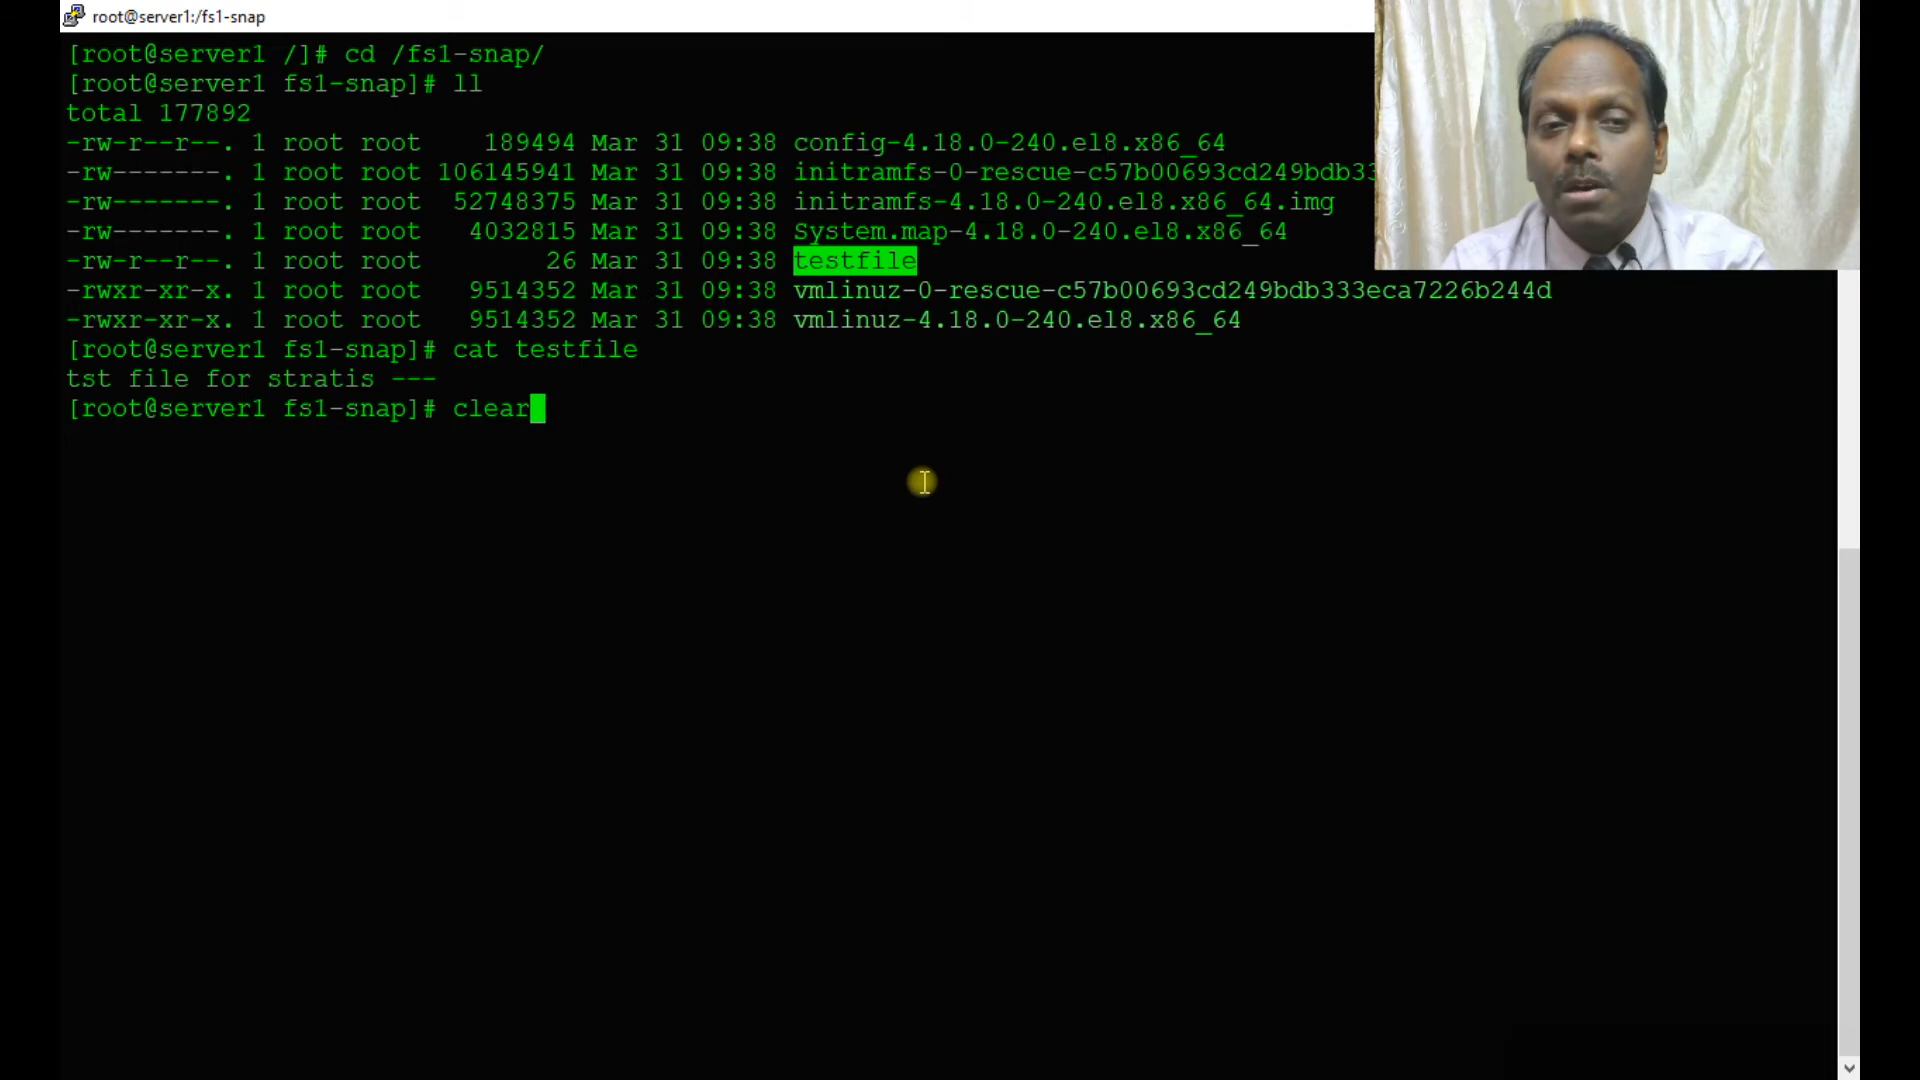 root@server1:/fs1-snap
[root@server1 /]# cd /fs1-snap/
[root@server1 fs1-snap]# ll
total 177892
-rw-r--r--. 1 root root    189494 Mar 31 09:38 config-4.18.0-240.el8.x86_64
-rw-------. 1 root root 106145941 Mar 31 09:38 initramfs-0-rescue-c57b00693cd249bdb33
-rw-------. 1 root root  52748375 Mar 31 09:38 initramfs-4.18.0-240.el8.x86_64.img
-rw-------. 1 root root   4032815 Mar 31 09:38 System.map-4.18.0-240.el8.x86_64
-rw-r--r--. 1 root root        26 Mar 31 09:38 testfile
-rwxr-xr-x. 1 root root   9514352 Mar 31 09:38 vmlinuz-0-rescue-c57b00693cd249bdb333eca7226b244d
-rwxr-xr-x. 1 root root   9514352 Mar 31 09:38 vmlinuz-4.18.0-240.el8.x86_64
[root@server1 fs1-snap]# cat testfile
tst file for stratis ---
[root@server1 fs1-snap]# clear